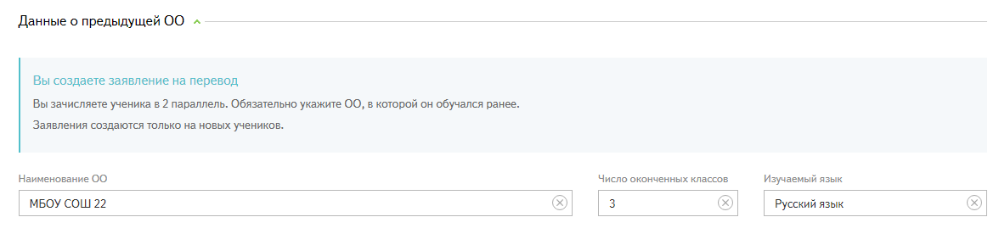 Данные о предыдущей ОО
Вы создаете заявление на перевод
Вы зачисляете ученика в 2 параллель. Обязательно укажите ОО, в которой он обучался ранее.
Заявления создаются только на новых учеников.
Наименование ОО
Число оконченных классов
Изучаемый язык
МБОУ СОШ 22
3
Русский язык